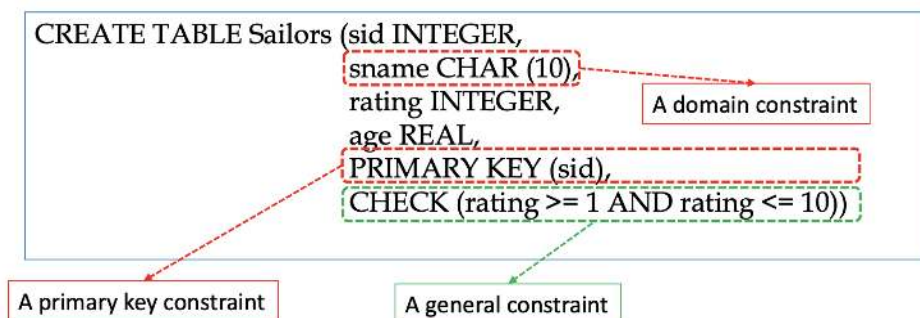 CREATE TABLE Sailors (sid INTEGER,
sname CHAR (10),
rating INTEGER,
A domain constraint
age REAL,
PRIMARY KEY (sid),
CHECK (rating >= 1 AND rating <= 10))
A primary key constraint
A general constraint